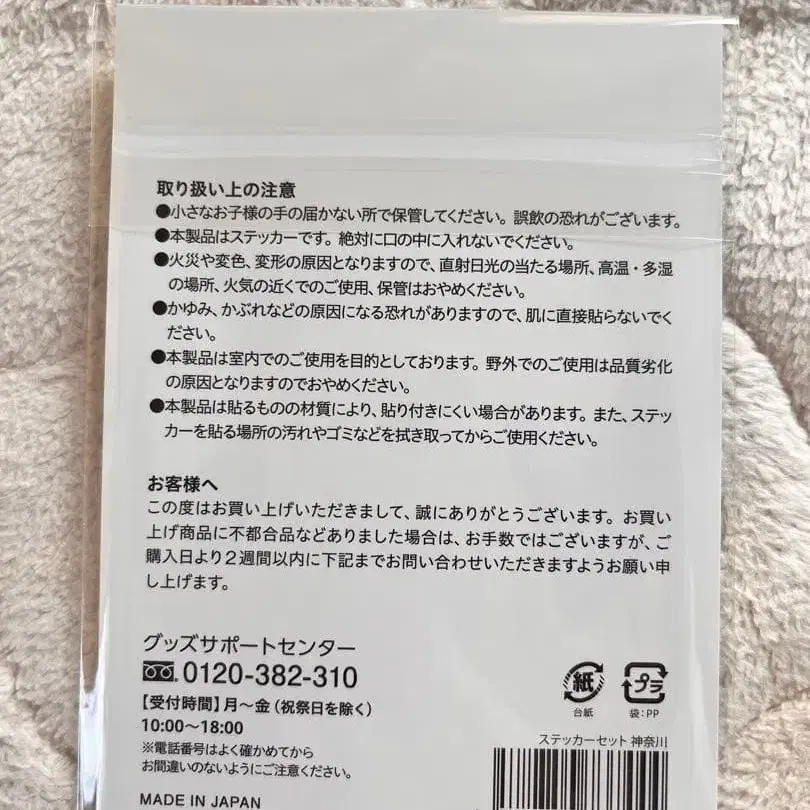 取り扱い上の注意
●小さなお子様の手の届かない所で保管してください。誤飲の恐れがございます。
●本製品はステッカーです。絶対に口の中に入れないでください。
●火災や変色、変形の原因となりますので、直射日光の当たる場所、高温・多湿
の場所、火気の近くでのご使用、保管はおやめください。
●かゆみ、かぶれなどの原因になる恐れがありますので、肌に直接貼らないでく
ださい。
●本製品は室内でのご使用を目的としております。野外でのご使用は品質劣化
の原因となりますのでおやめください。
●本製品は貼るものの材質により、貼り付きにくい場合があります。また、ステッ
カーを貼る場所の汚れやゴミなどを拭き取ってからご使用ください。
お客様へ
この度はお買い上げいただきまして、誠にありがとうございます。お買い
上げ商品に不都合品などありました場合は、お手数ではございますが、ご
購入日より2週間以内に下記までお問い合わせいただきますようお願い申
し上げます。
グッズサポートセンター
0120-382-310
【受付時間】月〜金（祝祭日を除く）
10:00〜18:00
※電話番号はよく確かめてから
お間違いのないようにご注意ください。
MADE IN JAPAN
紙
台紙
プラ
袋:PP
ステッカーセット 神奈川